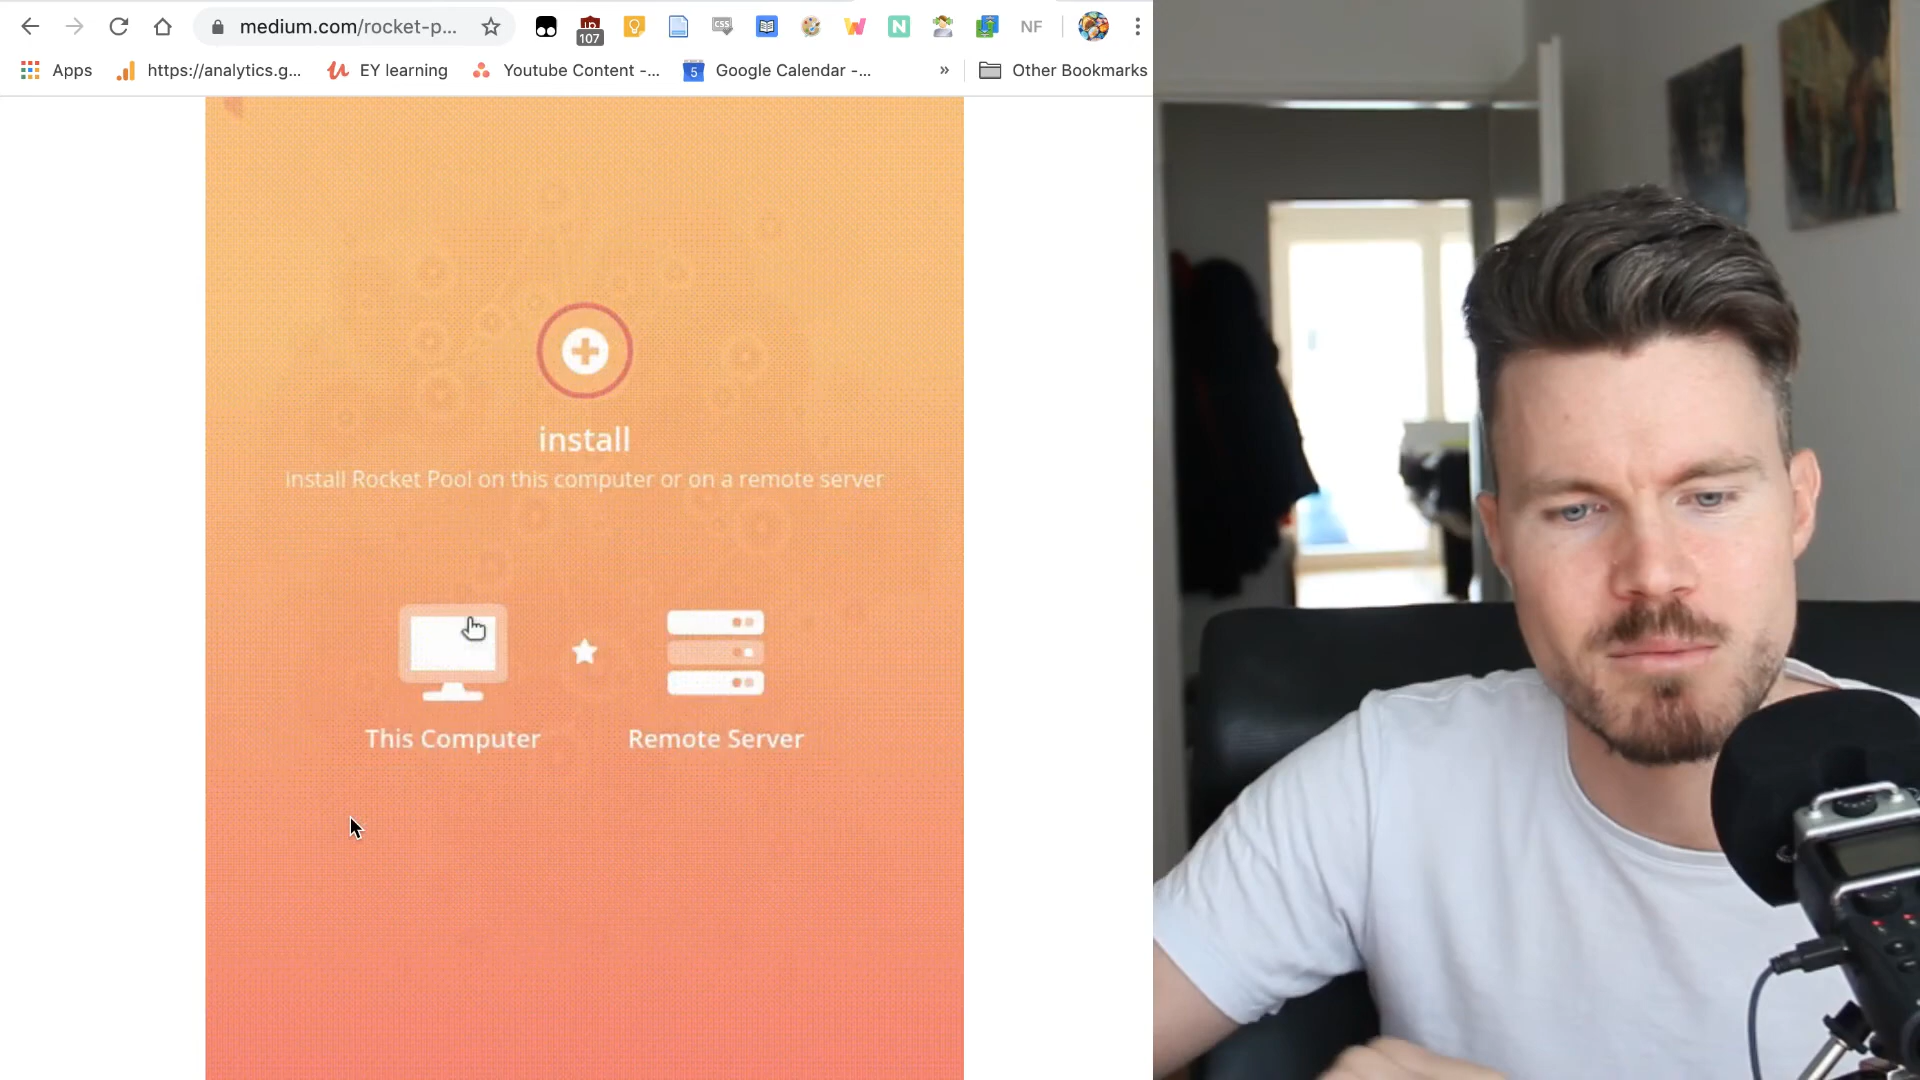 medium.com/rocket-p...
107
NF
Apps
https://analytics.g...
EY learning
Youtube Content -...
5
Google Calendar -...
»
Other Bookmarks
install
Install Rocket Pool on this computer or on a remote server
This Computer
Remote Server